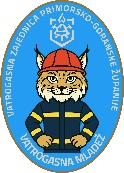 VATROGASNA ZAJEDNICA PRIMORSKO-GORANSKE ŽUPANIJE
VATROGASNA MLADEŽ